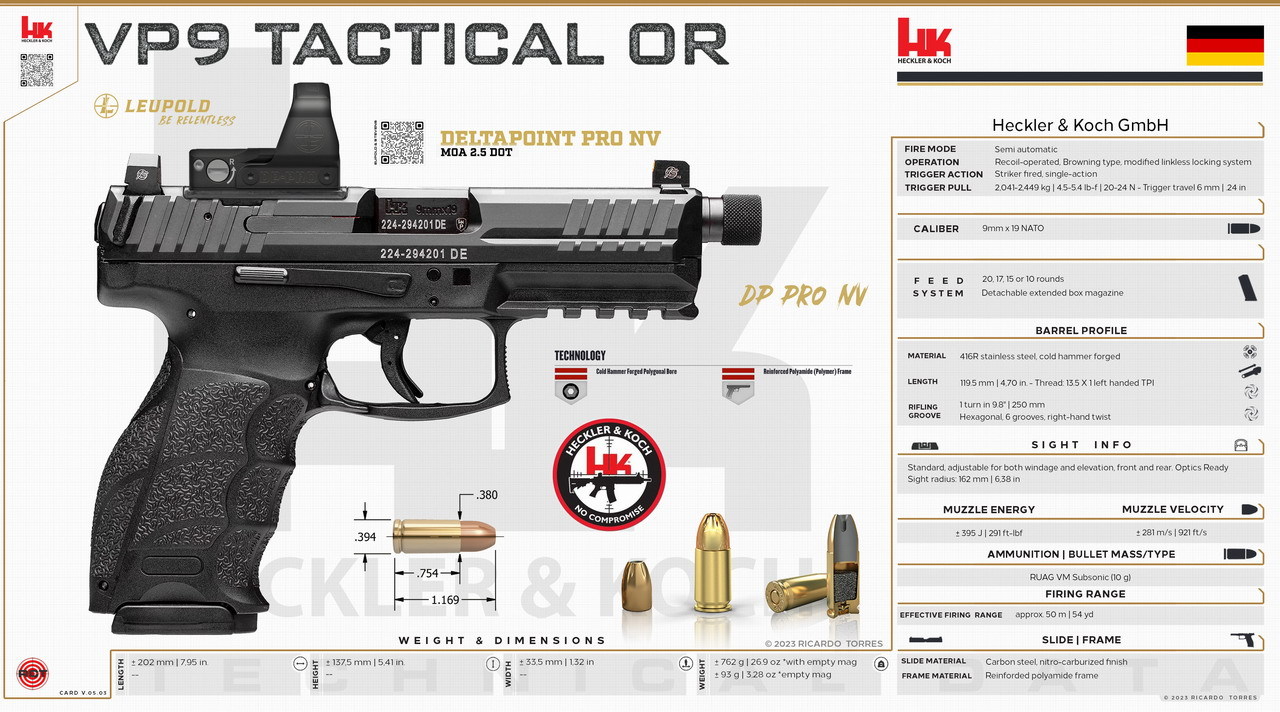 HK
HECKLER & KOCH
VP9 TACTICAL OR
LEUPOLD
BE RELENTLESS
DELTAPOINT PRO NV
MOA 2.5 DOT
R
HK 9mmx19
224-294201 DE
224-294201 DE
DP PRO NV
TECHNOLOGY
Cold Hammer Forged Polygonal Bore
Reinforced Polyamide (Polymer) Frame
HECKLER & KOCH
HK
NO COMPROMISE
.380
.394
.754
1.169
CKLER & KOCH
© 2023 RICARDO TORRES
WEIGHT & DIMENSIONS
LENGTH
± 202 mm | 7.95 in.
--
HEIGHT
± 137,5 mm | 5.41 in.
--
WIDTH
± 33.5 mm | 1.32 in
--
WEIGHT
± 762 g | 26.9 oz *with empty mag
± 93 g | 3.28 oz *empty mag
TECHNICAL DATA
RDT
CARD V.05.03
HK
HECKLER & KOCH
Heckler & Koch GmbH
FIRE MODE Semi automatic
OPERATION Recoil-operated, Browning type, modified linkless locking system
TRIGGER ACTION Striker fired, single-action
TRIGGER PULL 2,041-2,449 kg | 4.5-5.4 lb-f | 20-24 N - Trigger travel 6 mm | .24 in
CALIBER 9mm x 19 NATO
FEED SYSTEM
20, 17, 15 or 10 rounds
Detachable extended box magazine
BARREL PROFILE
MATERIAL 416R stainless steel, cold hammer forged
LENGTH 119.5 mm | 4,70 in. - Thread: 13.5 X 1 left handed TPI
RIFLING GROOVE
1 turn in 9.8" | 250 mm
Hexagonal, 6 grooves, right-hand twist
SIGHT INFO
Standard, adjustable for both windage and elevation, front and rear. Optics Ready
Sight radius: 162 mm | 6,38 in
MUZZLE ENERGY MUZZLE VELOCITY
± 395 J | 291 ft-lbf ± 281 m/s | 921 ft/s
AMMUNITION | BULLET MASS/TYPE
RUAG VM Subsonic (10 g)
FIRING RANGE
EFFECTIVE FIRING RANGE approx. 50 m | 54 yd
SLIDE | FRAME
SLIDE MATERIAL Carbon steel, nitro-carburized finish
FRAME MATERIAL Reinforded polyamide frame
© 2023 RICARDO TORRES